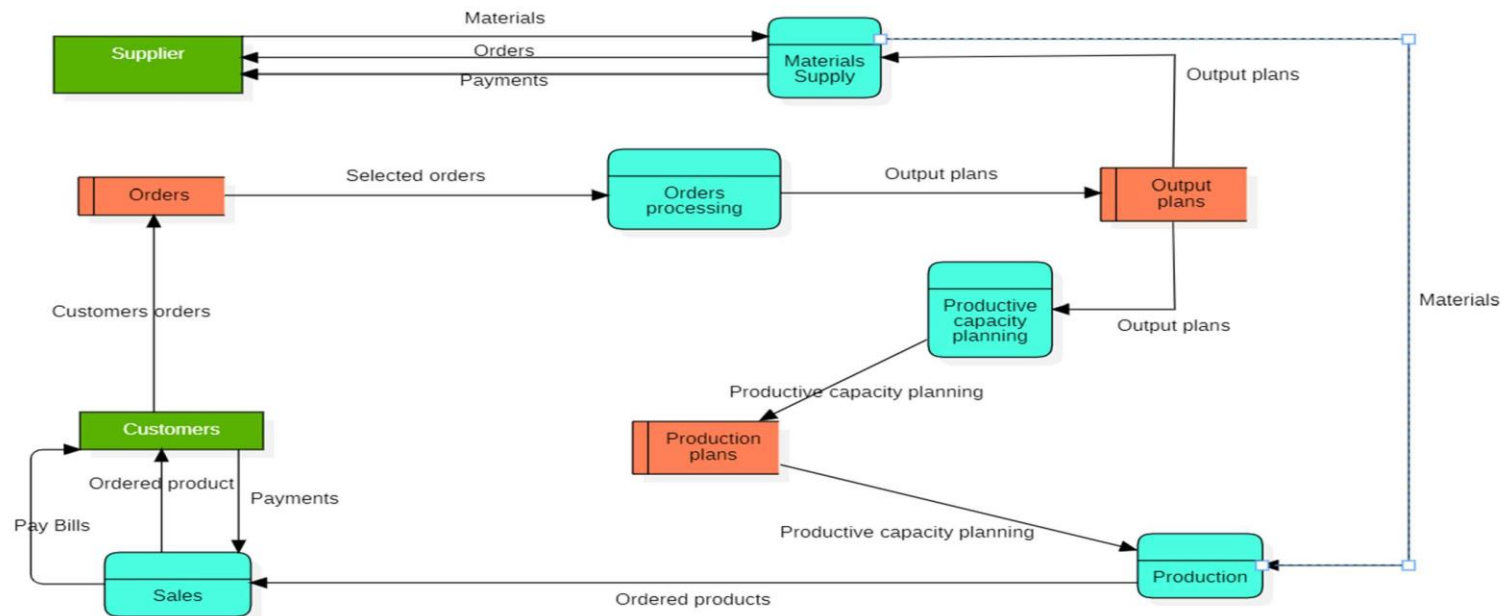 Materials
Supplier
Orders
Materials
Supply
Payments
Output plans
Orders
Selected orders
Orders
processing
Output plans
Output
plans
Customers orders
Productive
capacity
planning
Output plans
Materials
Productive capacity planning
Customers
Production
plans
Ordered product
Payments
Pay Bills
Productive capacity planning
Sales
Ordered products
Production